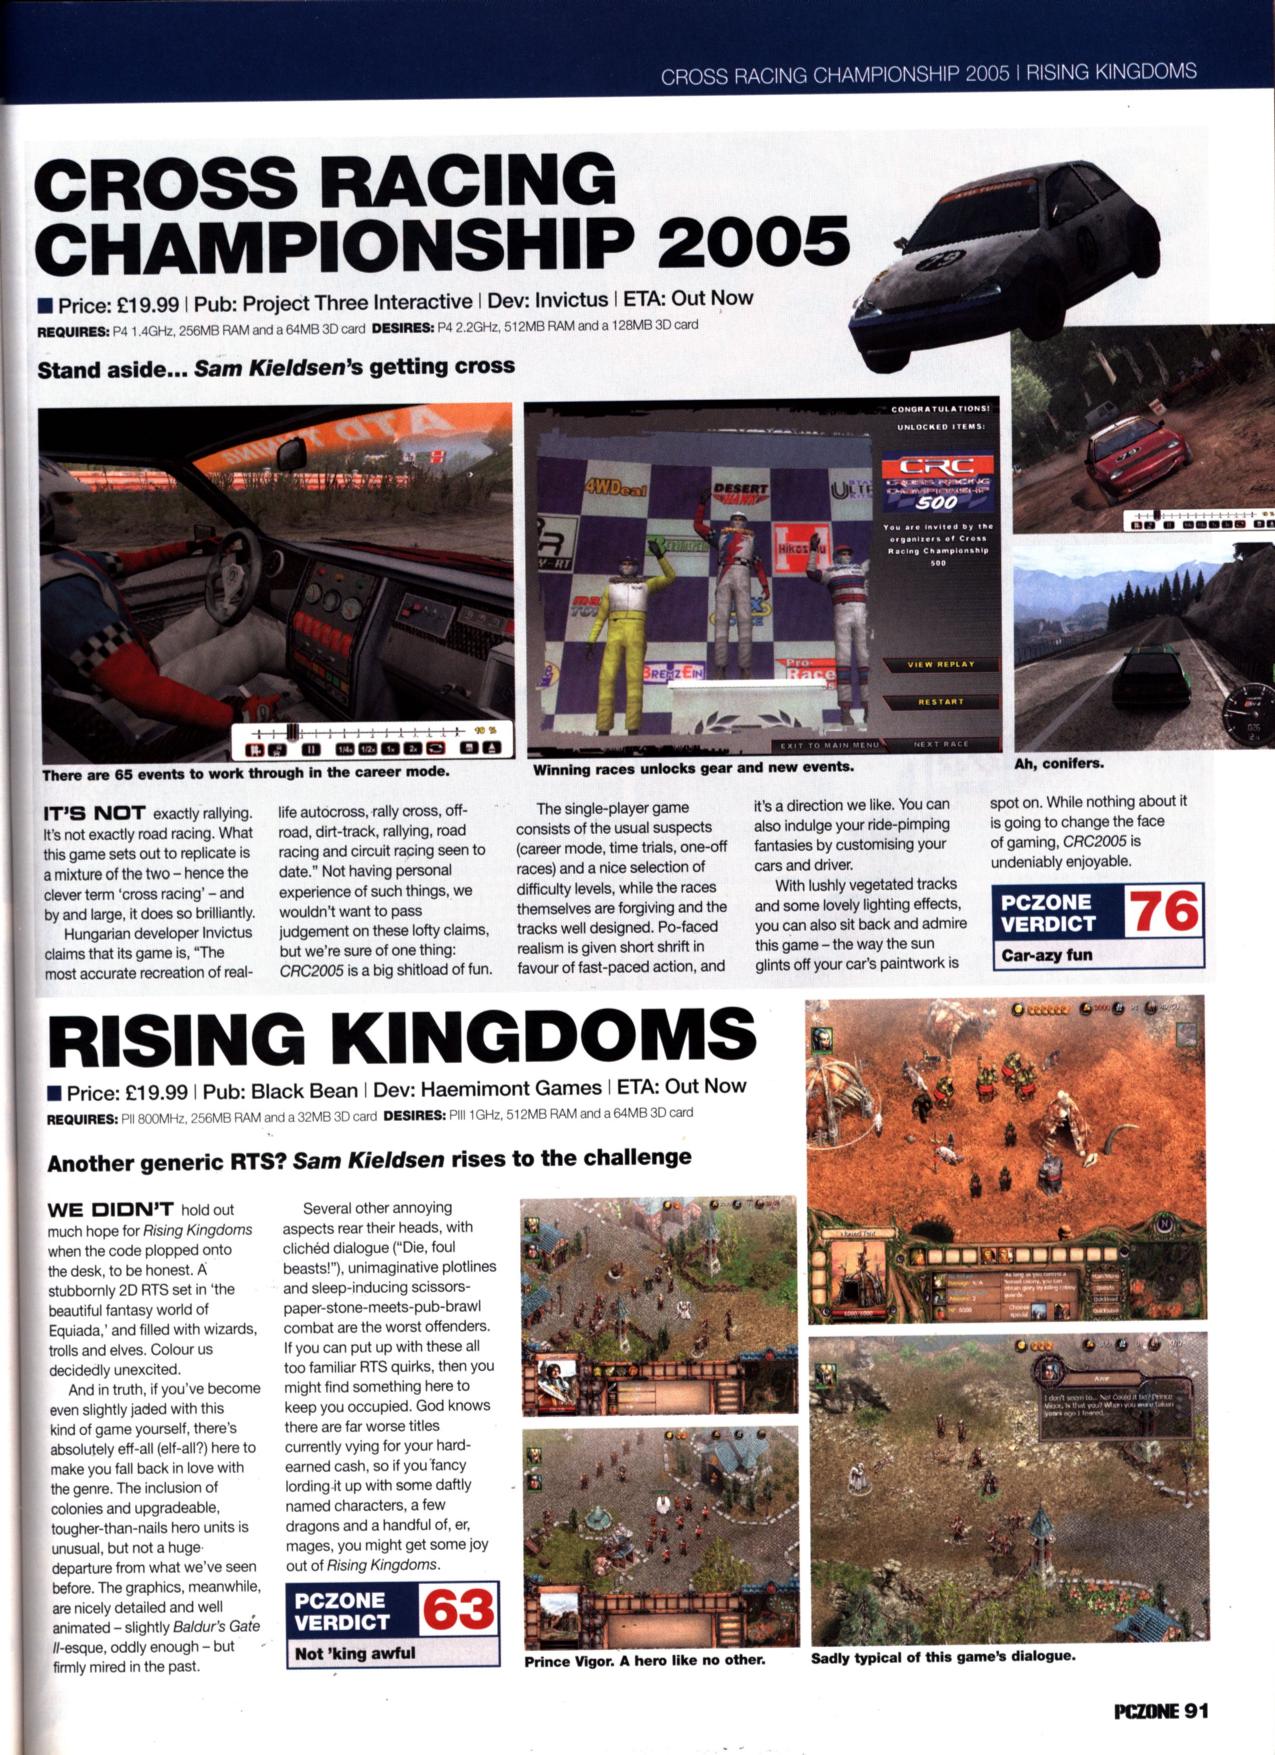 CROSS RACING CHAMPIONSHIP 2005 | RISING KINGDOMS
CROSS RACING
CHAMPIONSHIP 2005
■ Price: £19.99 | Pub: Project Three Interactive | Dev: Invictus | ETA: Out Now
REQUIRES: P4 1.4GHz, 256MB RAM and a 64MB 3D card DESIRES: P4 2.2GHz, 512MB RAM and a 128MB 3D card
Stand aside... Sam Kieldsen's getting cross
79
79
10 %
1/4x 1/2x 1x 2x
There are 65 events to work through in the career mode.
4WDeal
DESERT
HAWK
BREMZEIN
Pro-
Race
CONGRATULATIONS!
UNLOCKED ITEMS:
CRC
CROSS RACING
CHAMPIONSHIP
500
You are invited by the
organizers of Cross
Racing Championship
500
VIEW REPLAY
RESTART
EXIT TO MAIN MENU
NEXT RACE
Winning races unlocks gear and new events.
Ah, conifers.
IT'S NOT exactly rallying.
It's not exactly road racing. What
this game sets out to replicate is
a mixture of the two – hence the
clever term 'cross racing' – and
by and large, it does so brilliantly.
Hungarian developer Invictus
claims that its game is, "The
most accurate recreation of real-
life autocross, rally cross, off-
road, dirt-track, rallying, road
racing and circuit racing seen to
date." Not having personal
experience of such things, we
wouldn't want to pass
judgement on these lofty claims,
but we're sure of one thing:
CRC2005 is a big shitload of fun.
The single-player game
consists of the usual suspects
(career mode, time trials, one-off
races) and a nice selection of
difficulty levels, while the races
themselves are forgiving and the
tracks well designed. Po-faced
realism is given short shrift in
favour of fast-paced action, and
it's a direction we like. You can
also indulge your ride-pimping
fantasies by customising your
cars and driver.
With lushly vegetated tracks
and some lovely lighting effects,
you can also sit back and admire
this game – the way the sun
glints off your car's paintwork is
spot on. While nothing about it
is going to change the face
of gaming, CRC2005 is
undeniably enjoyable.
PCZONE
VERDICT
76
Car-azy fun
RISING KINGDOMS
■ Price: £19.99 | Pub: Black Bean | Dev: Haemimont Games | ETA: Out Now
REQUIRES: PII 800MHz, 256MB RAM and a 32MB 3D card DESIRES: PIII 1GHz, 512MB RAM and a 64MB 3D card
Another generic RTS? Sam Kieldsen rises to the challenge
WE DIDN'T hold out
much hope for Rising Kingdoms
when the code plopped onto
the desk, to be honest. A
stubbornly 2D RTS set in 'the
beautiful fantasy world of
Equiada,' and filled with wizards,
trolls and elves. Colour us
decidedly unexcited.
And in truth, if you've become
even slightly jaded with this
kind of game yourself, there's
absolutely eff-all (elf-all?) here to
make you fall back in love with
the genre. The inclusion of
colonies and upgradeable,
tougher-than-nails hero units is
unusual, but not a huge
departure from what we've seen
before. The graphics, meanwhile,
are nicely detailed and well
animated – slightly Baldur's Gate
II-esque, oddly enough – but
firmly mired in the past.
Several other annoying
aspects rear their heads, with
clichéd dialogue ("Die, foul
beasts!"), unimaginative plotlines
and sleep-inducing scissors-
paper-stone-meets-pub-brawl
combat are the worst offenders.
If you can put up with these all
too familiar RTS quirks, then you
might find something here to
keep you occupied. God knows
there are far worse titles
currently vying for your hard-
earned cash, so if you fancy
lording it up with some daftly
named characters, a few
dragons and a handful of, er,
mages, you might get some joy
out of Rising Kingdoms.
PCZONE
VERDICT
63
Not 'king awful
Prince Vigor. A hero like no other.
Sadly typical of this game's dialogue.
PCZONE 91